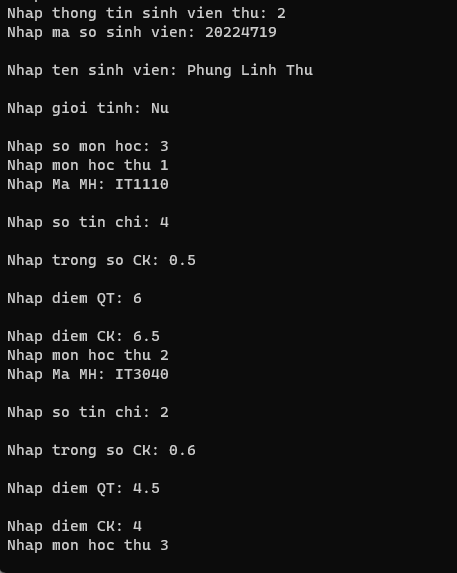 Nhap thong tin sinh vien thu: 2
Nhap ma so sinh vien: 20224719
Nhap ten sinh vien: Phung Linh Thu
Nhap gioi tinh: Nu
Nhap so mon hoc: 3
Nhap mon hoc thu 1
Nhap Ma MH: IT1110
Nhap so tin chi: 4
Nhap trong so CK: 0.5
Nhap diem QT: 6
Nhap diem CK: 6.5
Nhap mon hoc thu 2
Nhap Ma MH: IT3040
Nhap so tin chi: 2
Nhap trong so CK: 0.6
Nhap diem QT: 4.5
Nhap diem CK: 4
Nhap mon hoc thu 3